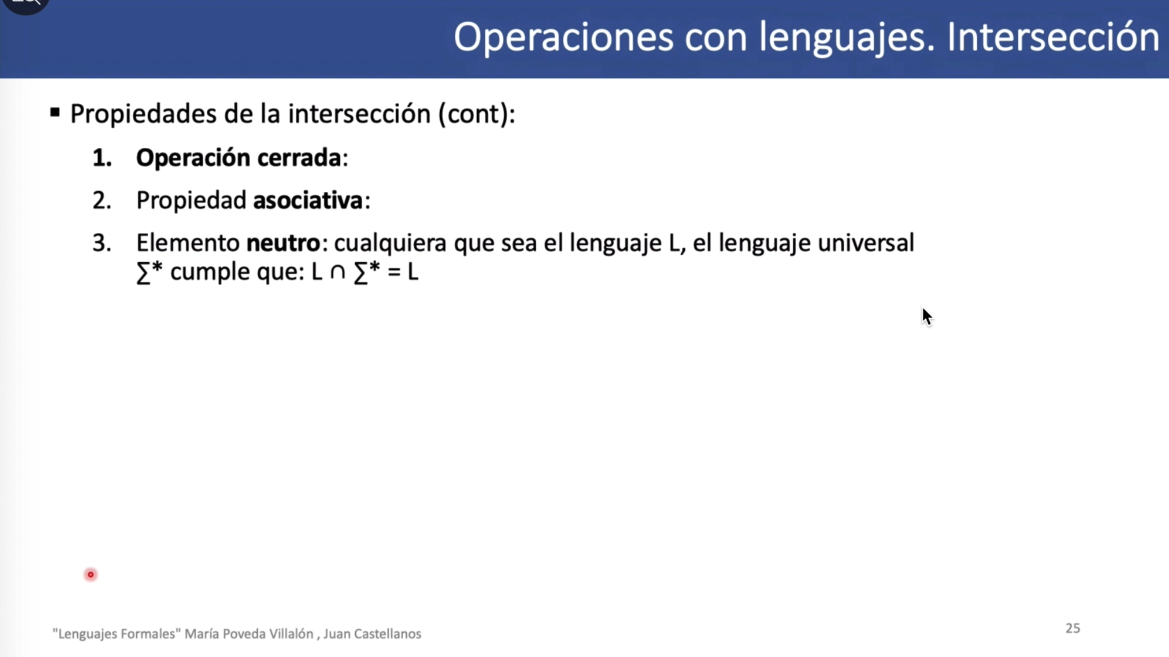 Operaciones con lenguajes. Intersección
▪ Propiedades de la intersección (cont):
1. Operación cerrada:
2. Propiedad asociativa:
3. Elemento neutro: cualquiera que sea el lenguaje L, el lenguaje universal
∑* cumple que: L ∩ ∑* = L
"Lenguajes Formales" María Poveda Villalón , Juan Castellanos
25